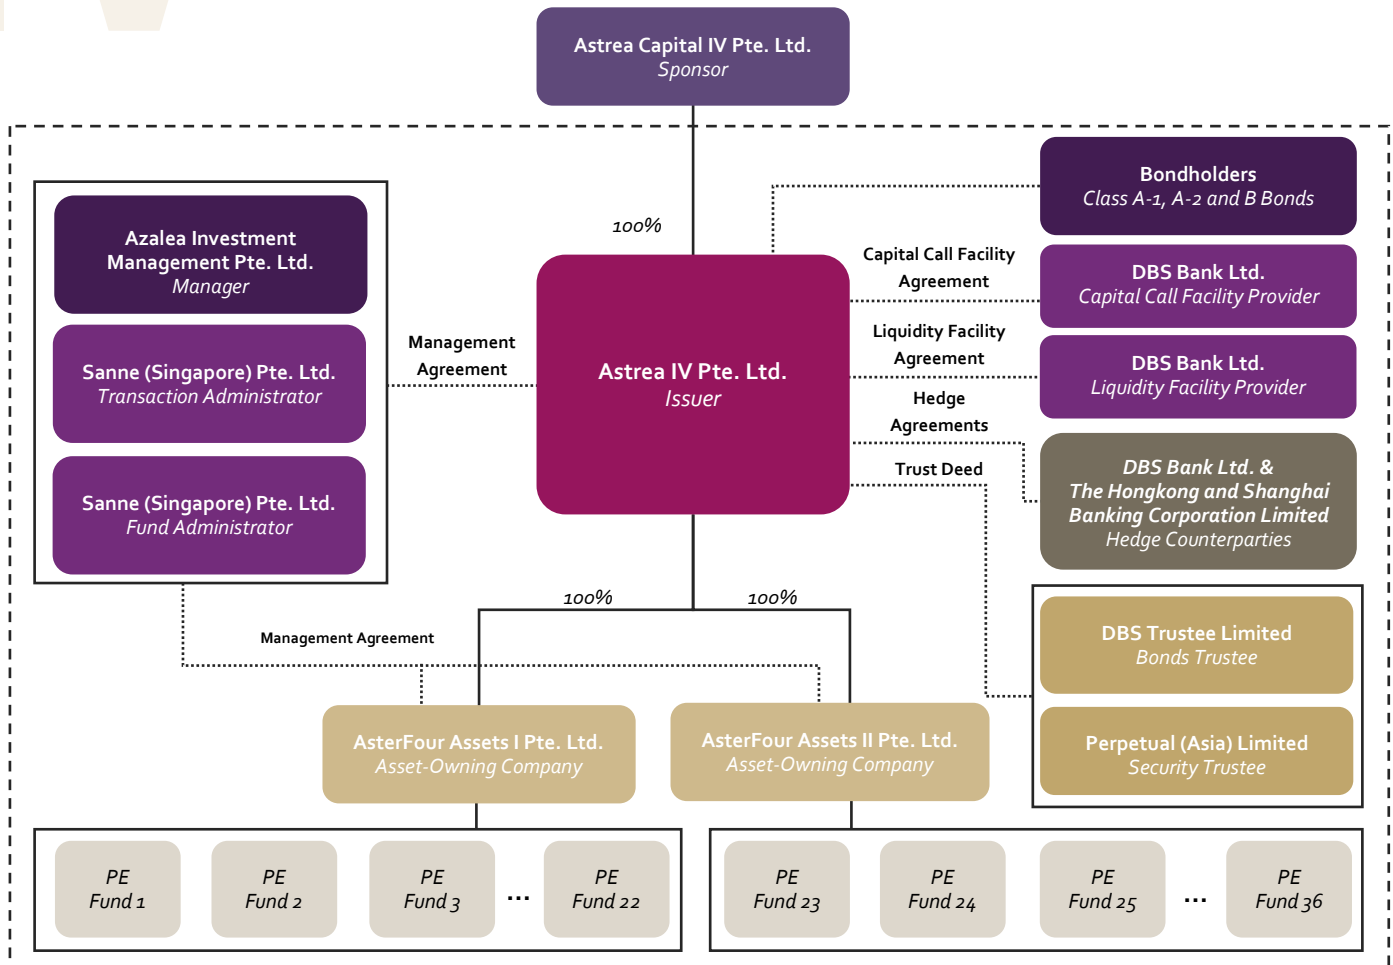 Astrea Capital IV Pte. Ltd.
Sponsor
100%
Azalea Investment
Management Pte. Ltd.
Manager
Sanne (Singapore) Pte. Ltd.
Transaction Administrator
Sanne (Singapore) Pte. Ltd.
Fund Administrator
Management
Agreement
Astrea IV Pte. Ltd.
Issuer
Capital Call Facility
Agreement
Liquidity Facility
Agreement
Hedge
Agreements
Trust Deed
Bondholders
Class A-1, A-2 and B Bonds
DBS Bank Ltd.
Capital Call Facility Provider
DBS Bank Ltd.
Liquidity Facility Provider
DBS Bank Ltd. &
The Hongkong and Shanghai
Banking Corporation Limited
Hedge Counterparties
DBS Trustee Limited
Bonds Trustee
Perpetual (Asia) Limited
Security Trustee
100%
100%
Management Agreement
AsterFour Assets I Pte. Ltd.
Asset-Owning Company
AsterFour Assets II Pte. Ltd.
Asset-Owning Company
PE
Fund 1
PE
Fund 2
PE
Fund 3
...
PE
Fund 22
PE
Fund 23
PE
Fund 24
PE
Fund 25
...
PE
Fund 36